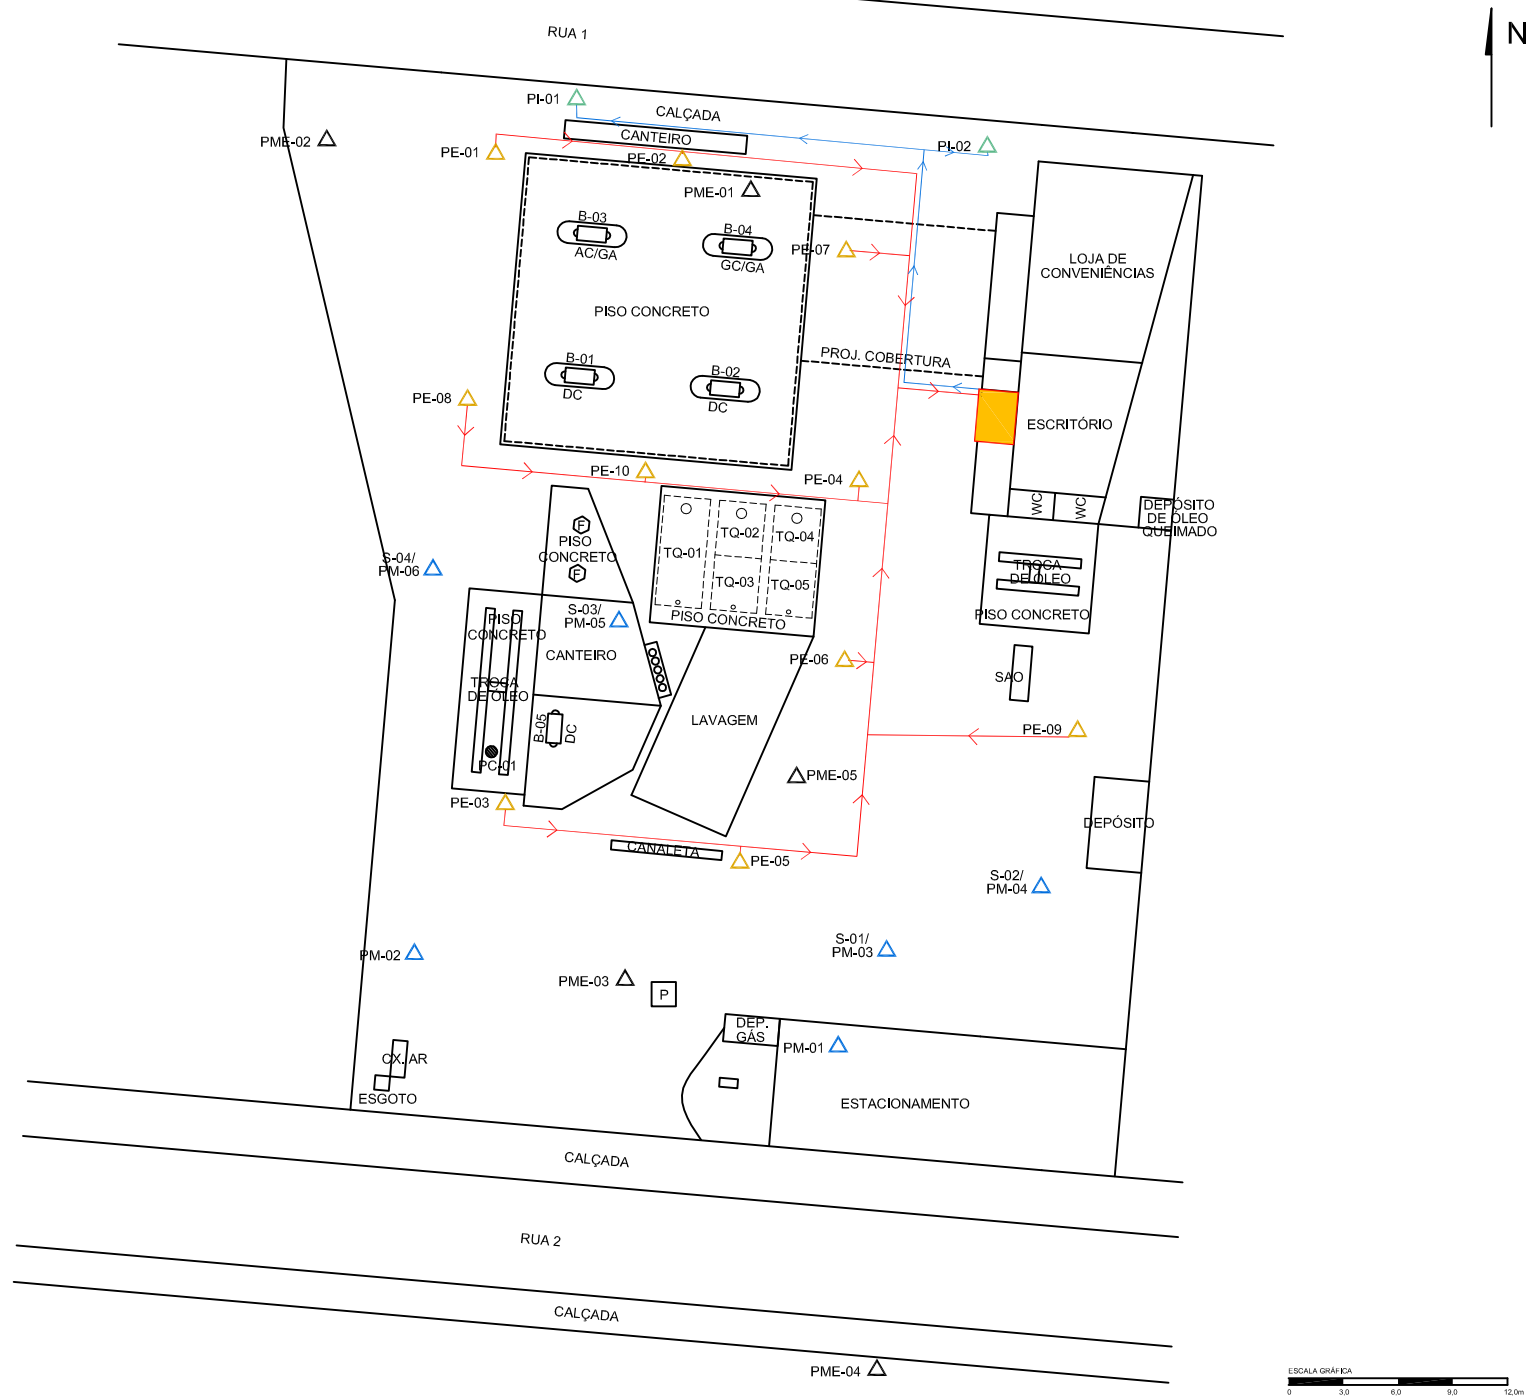 RUA 1
N
PI-01
CALÇADA
CANTEIRO
PME-02
PE-01
PE-02
PI-02
PME-01
B-03
AC/GA
B-04
GC/GA
PE-07
LOJA DE
CONVENIÊNCIAS
PISO CONCRETO
PROJ. COBERTURA
B-01
DC
B-02
DC
PE-08
ESCRITÓRIO
PE-10
PE-04
WC
WC
DEPÓSITO
DE ÓLEO
QUEIMADO
F
PISO
CONCRETO
F
TQ-01
TQ-02
TQ-04
TQ-03
TQ-05
PISO CONCRETO
S-04/
PM-06
TROCA
DE ÓLEO
PISO CONCRETO
S-03/
PM-05
PISO
CONCRETO
CANTEIRO
PE-06
SAO
TROCA
DE ÓLEO
LAVAGEM
B-05
DC
PE-09
PC-01
PME-05
PE-03
DEPÓSITO
CANALETA
PE-05
S-02/
PM-04
S-01/
PM-03
PM-02
PME-03
P
DEP.
GÁS
PM-01
CX. AR
ESGOTO
ESTACIONAMENTO
CALÇADA
RUA 2
CALÇADA
PME-04
ESCALA GRÁFICA
0 3,0 6,0 9,0 12,0m